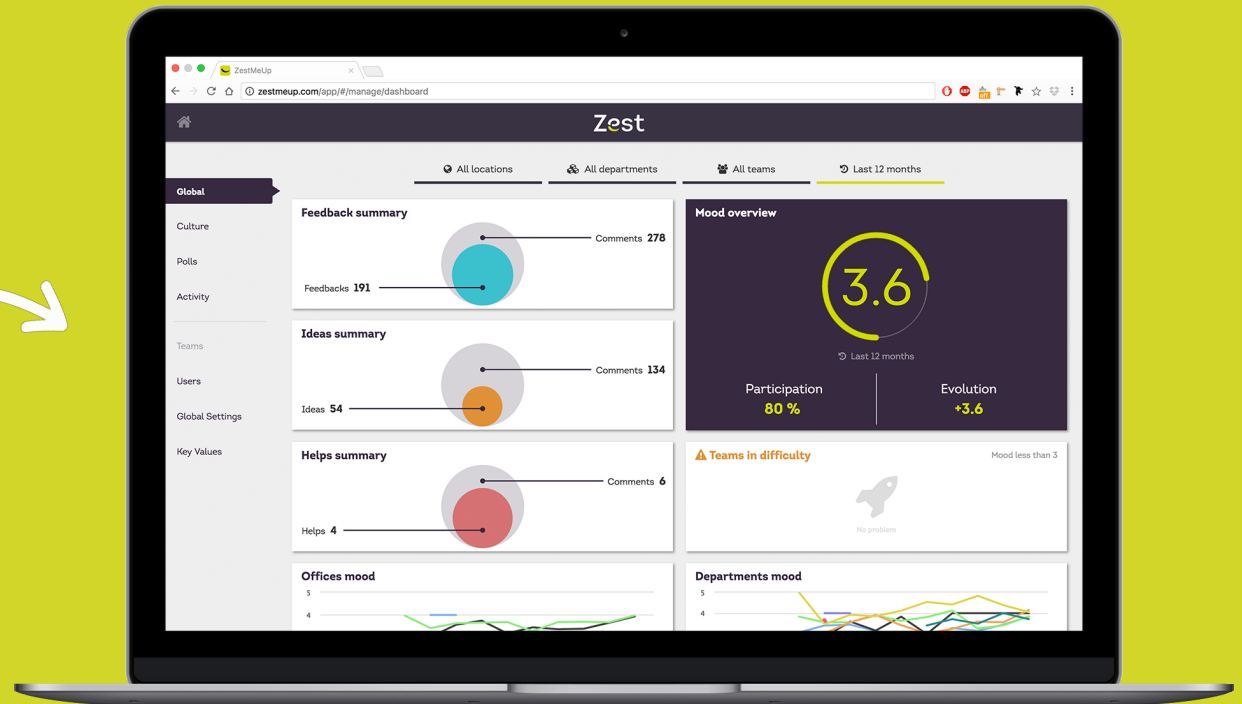 ZestMeUp
zestmeup.com/app/#/manage/dashboard
ABP
off
Zest
All locations
All departments
All teams
Last 12 months
Global
Culture
Polls
Activity
Teams
Users
Global Settings
Key Values
Feedback summary
Comments 278
Feedbacks 191
Ideas summary
Comments 134
Ideas 54
Helps summary
Comments 6
Helps 4
Offices mood
5
4
Mood overview
3.6
Last 12 months
Participation
80 %
Evolution
+3.6
Teams in difficulty
Mood less than 3
No problem
Departments mood
5
4